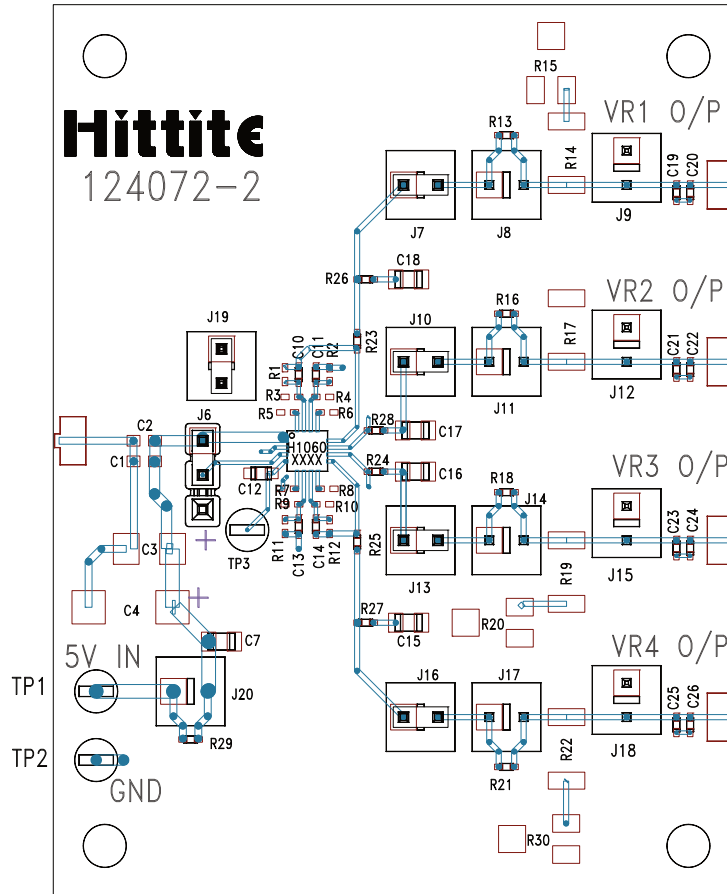 R15
VR1 O/P
Hittite
R13
124072-2
R14
C19
C20
J7
J8
J9
C18
R26
VR2 O/P
J19
R16
R17
J10
R23
C10
C11
R2
R1
C21
C22
J11
J12
R3
R4
J6
R5
R6
R28
C17
C2
H1060
XXXX
C1
R24
C16
VR3 O/P
C12
R18
R7
R8
R9
R10
J14
C23
C24
R11
C13
C14
R12
R25
C3
TP3
J13
J15
R19
C4
R27
R20
C15
C7
5V IN
VR4 O/P
J16
J17
TP1
J20
C25
C26
R29
R22
J18
TP2
R21
GND
R30